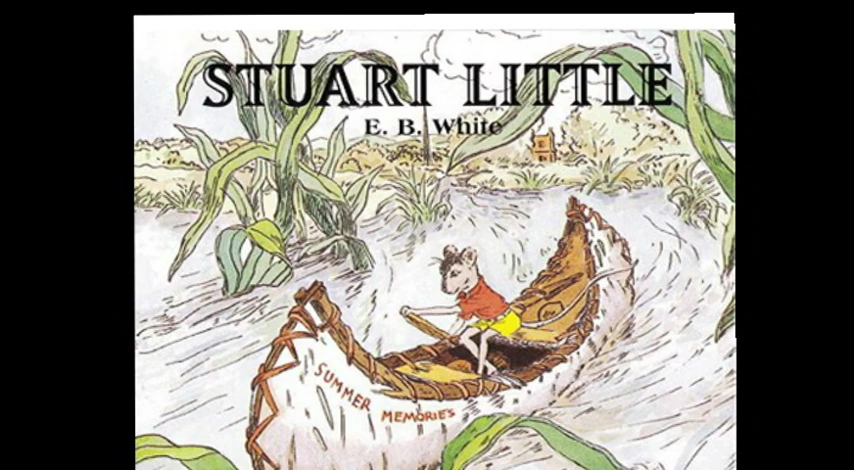 STUART LITTLE
E. B. White
SUMMER MEMORIES